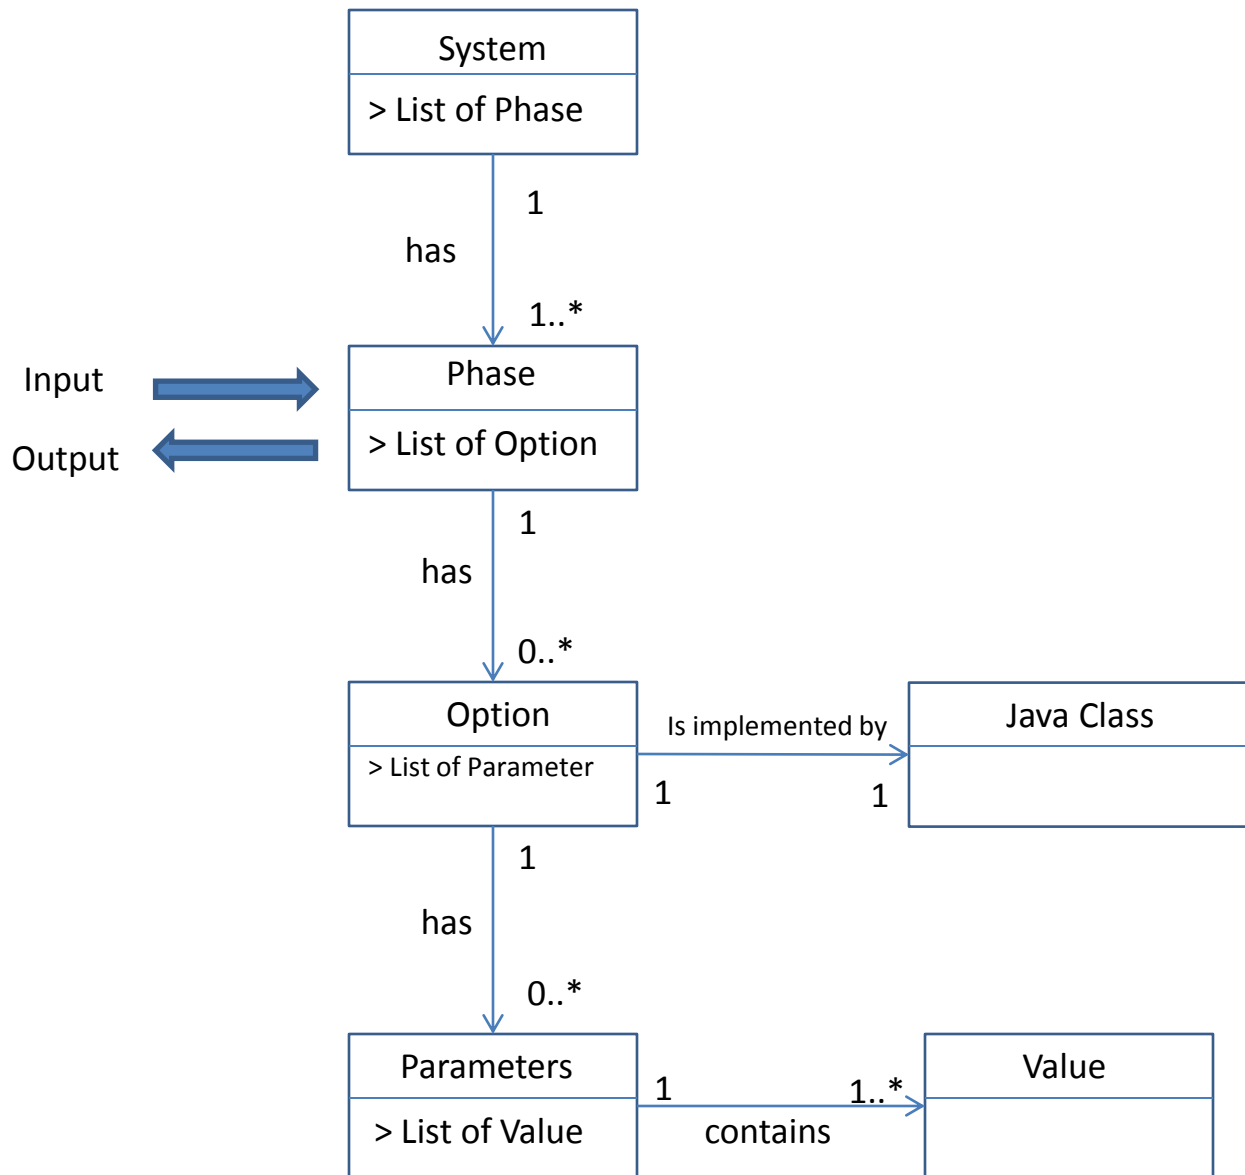 System
> List of Phase
1
has
1..*
Input
Phase
Output
> List of Option
1
has
0..*
Option
> List of Parameter
Is implemented by
1
1
Java Class
1
has
0..*
Parameters
> List of Value
1
1..*
contains
Value